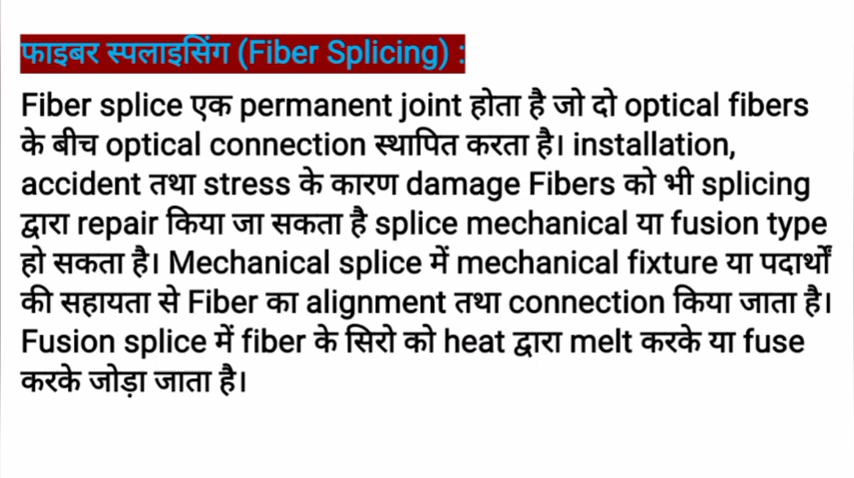 फाइबर स्पलाइसिंग (Fiber Splicing) :
Fiber splice एक permanent joint होता है जो दो optical fibers
के बीच optical connection स्थापित करता है। installation,
accident तथा stress के कारण damage Fibers को भी splicing
द्वारा repair किया जा सकता है splice mechanical या fusion type
हो सकता है। Mechanical splice में mechanical fixture या पदार्थों
की सहायता से Fiber का alignment तथा connection किया जाता है।
Fusion splice में fiber के सिरो को heat द्वारा melt करके या fuse
करके जोड़ा जाता है।